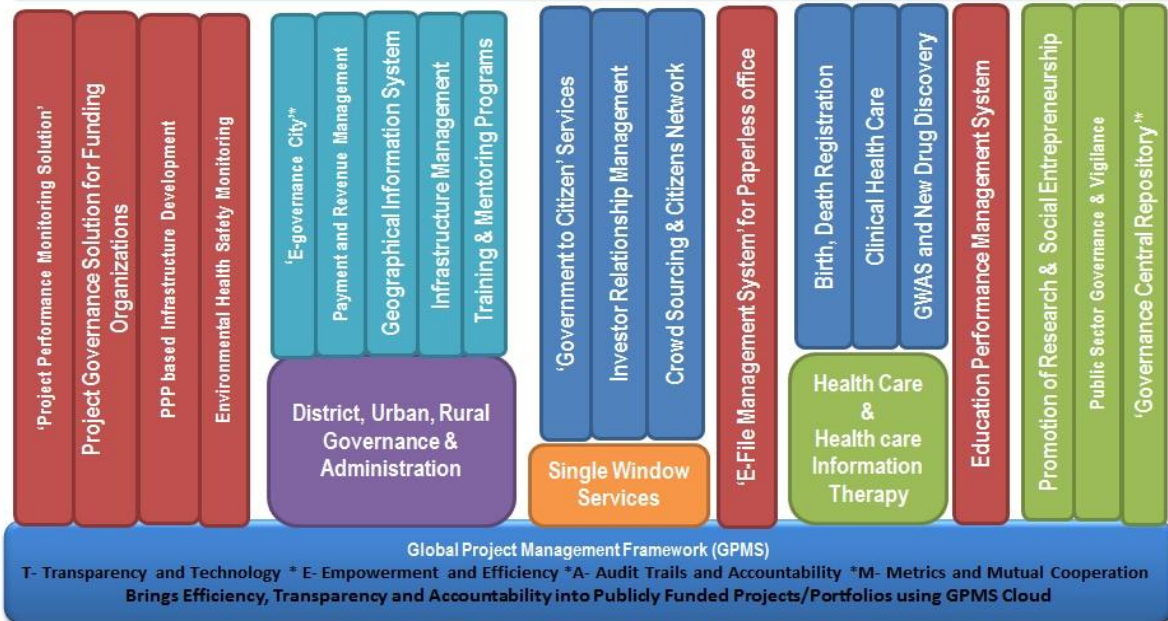 ‘Project Performance Monitoring Solution’
Project Governance Solution for Funding
Organizations
PPP based Infrastructure Development
Environmental Health Safety Monitoring
‘E-governance City’*
Payment and Revenue Management
Geographical Information System
Infrastructure Management
Training & Mentoring Programs
District, Urban, Rural
Governance &
Administration
‘Government to Citizen’ Services
Investor Relationship Management
Crowd Sourcing & Citizens Network
Single Window
Services
‘E-File Management System’ for Paperless office
Birth, Death Registration
Clinical Health Care
GWAS and New Drug Discovery
Health Care
&
Health care
Information
Therapy
Education Performance Management System
Promotion of Research & Social Entrepreneurship
Public Sector Governance & Vigilance
‘Governance Central Repository’*
Global Project Management Framework (GPMS)
T- Transparency and Technology * E- Empowerment and Efficiency *A- Audit Trails and Accountability *M- Metrics and Mutual Cooperation
Brings Efficiency, Transparency and Accountability into Publicly Funded Projects/Portfolios using GPMS Cloud